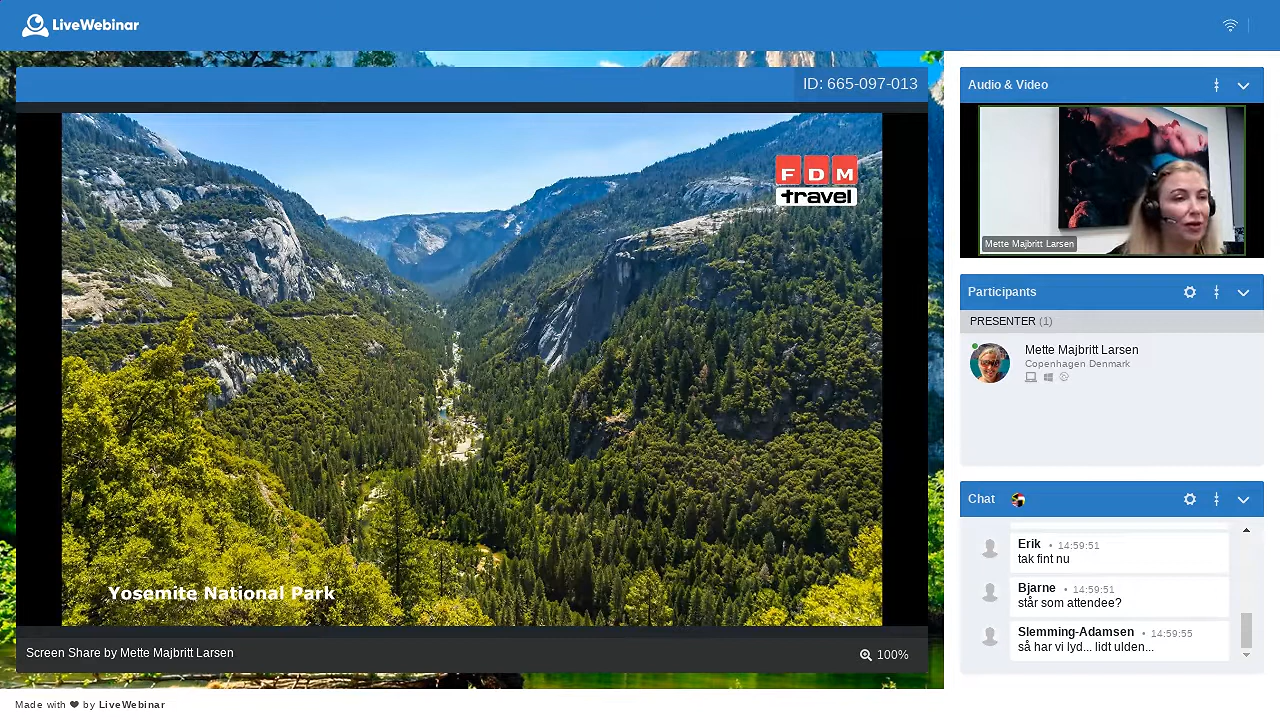 LiveWebinar
ID: 665-097-013
FDM
travel
Yosemite National Park
Screen Share by Mette Majbritt Larsen
100%
Made with by LiveWebinar
Audio & Video
Mette Majbritt Larsen
Participants
PRESENTER (1)
Mette Majbritt Larsen
Copenhagen Denmark
Chat
Erik • 14:59:51
tak fint nu
Bjarne • 14:59:51
står som attendee?
Slemming-Adamsen • 14:59:55
så har vi lyd... lidt ulden...